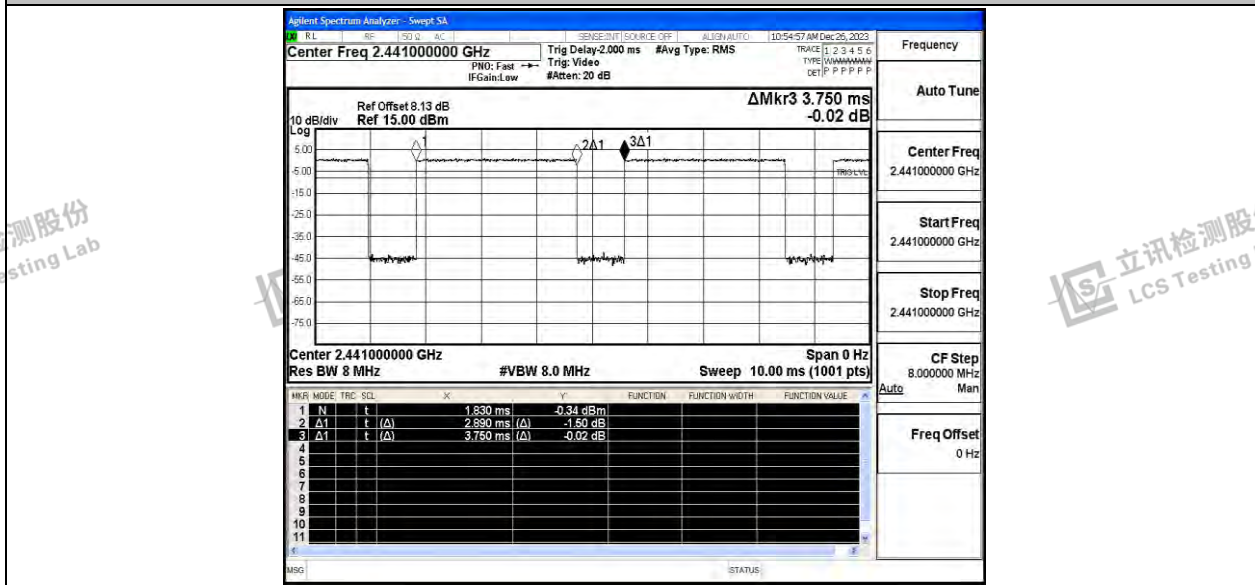 Agilent Spectrum Analyzer - Swept SA
RL RF 50 Ω AC SENSE:INT SOURCE OFF ALIGN AUTO 10:54:57 AM Dec 26, 2023
Center Freq 2.441000000 GHz
PNO: Fast
IFGain:Low
Trig Delay-2.000 ms #Avg Type: RMS
Trig: Video
#Atten: 20 dB
TRACE 1 2 3 4 5 6
TYPE WWWWWW
DET P P P P P P
Ref Offset 8.13 dB
10 dB/div Ref 15.00 dBm
Log
ΔMkr3 3.750 ms
-0.02 dB
1
2Δ1
3Δ1
5.00
-5.00
TRIG LVL
-15.0
-25.0
-35.0
-45.0
-55.0
-65.0
-75.0
Center 2.441000000 GHz Span 0 Hz
Res BW 8 MHz #VBW 8.0 MHz Sweep 10.00 ms (1001 pts)
MKR MODE TRC SCL X Y FUNCTION FUNCTION WIDTH FUNCTION VALUE
1 N t 1.830 ms -0.34 dBm
2 Δ1 t (Δ) 2.890 ms (Δ) -1.50 dB
3 Δ1 t (Δ) 3.750 ms (Δ) -0.02 dB
4
5
6
7
8
9
10
11
MSG STATUS
Frequency
Auto Tune
Center Freq
2.441000000 GHz
Start Freq
2.441000000 GHz
Stop Freq
2.441000000 GHz
CF Step
8.000000 MHz
Auto Man
Freq Offset
0 Hz
测股份
esting Lab
立讯检测股份
LCS Testing